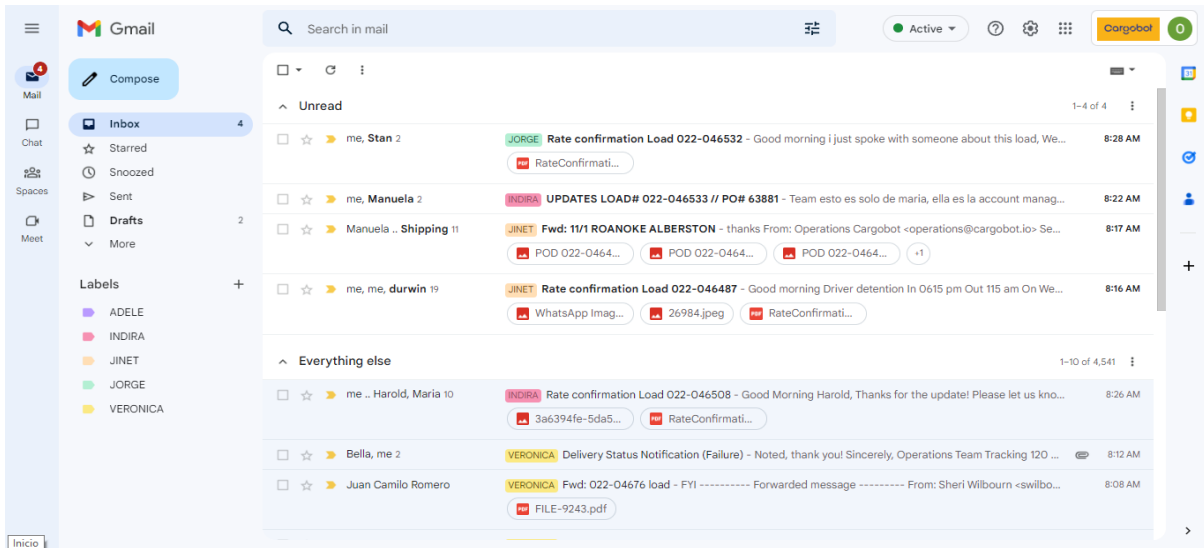 Gmail
Search in mail
Active
Cargobot
O
4
Mail
Chat
Spaces
Meet
Compose
Inbox 4
Starred
Snoozed
Sent
Drafts 2
More
Labels
ADELE
INDIRA
JINET
JORGE
VERONICA
Unread 1–4 of 4
me, Stan 2 JORGE Rate confirmation Load 022-046532 - Good morning i just spoke with someone about this load, We... 8:28 AM
PDF RateConfirmati...
me, Manuela 2 INDIRA UPDATES LOAD# 022-046533 // PO# 63881 - Team esto es solo de maria, ella es la account manag... 8:22 AM
Manuela .. Shipping 11 JINET Fwd: 11/1 ROANOKE ALBERSTON - thanks From: Operations Cargobot <operations@cargobot.io> Se... 8:17 AM
POD 022-0464... POD 022-0464... POD 022-0464... +1
me, me, durwin 19 JINET Rate confirmation Load 022-046487 - Good morning Driver detention In 0615 pm Out 115 am On We... 8:16 AM
WhatsApp Imag... 26984.jpeg PDF RateConfirmati...
Everything else 1–10 of 4,541
me .. Harold, Maria 10 INDIRA Rate confirmation Load 022-046508 - Good Morning Harold, Thanks for the update! Please let us kno... 8:26 AM
3a6394fe-5da5... PDF RateConfirmati...
Bella, me 2 VERONICA Delivery Status Notification (Failure) - Noted, thank you! Sincerely, Operations Team Tracking 120 ... 8:12 AM
Juan Camilo Romero VERONICA Fwd: 022-04676 load - FYI ---------- Forwarded message --------- From: Sheri Wilbourn <swilbo... 8:08 AM
PDF FILE-9243.pdf
31
Inicio